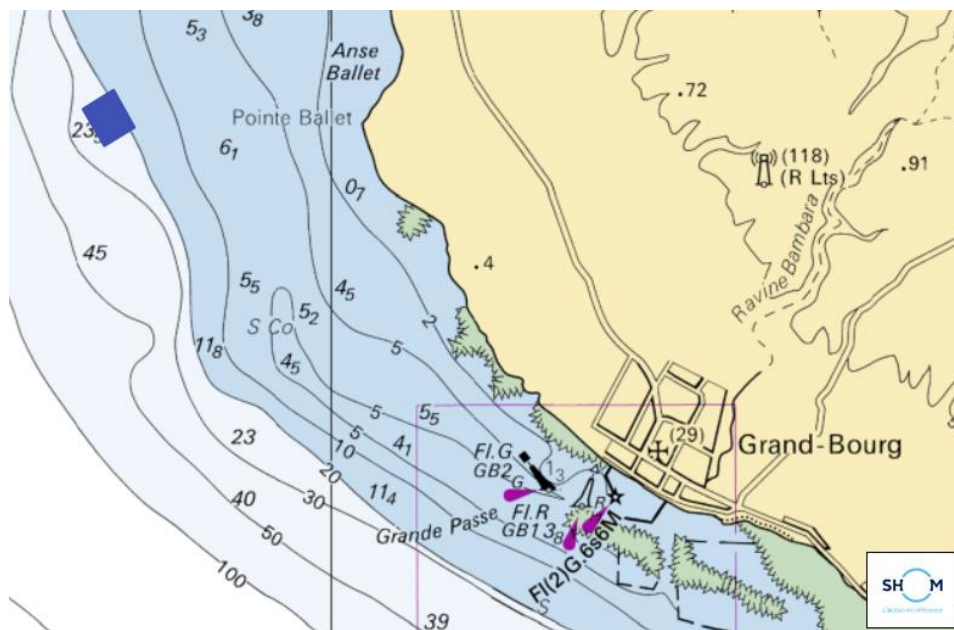 5₃
3₈
Anse
Ballet
.72
Pointe Ballet
23₅
6₁
(118)
(R Lts)
.91
0₇
Ravine Bambara
45
.4
5₅
5₂
4₅
2
S Co
11₈
4₅
5
5
5₅
4₁
(29)
Grand-Bourg
23
10
Fl.G
GB2
G
1₃
20
11₄
30
40
50
100
Grande Passe
Fl.R
GB1
3₈
R
Fl(2)G.6s6M
S
39
SHOM